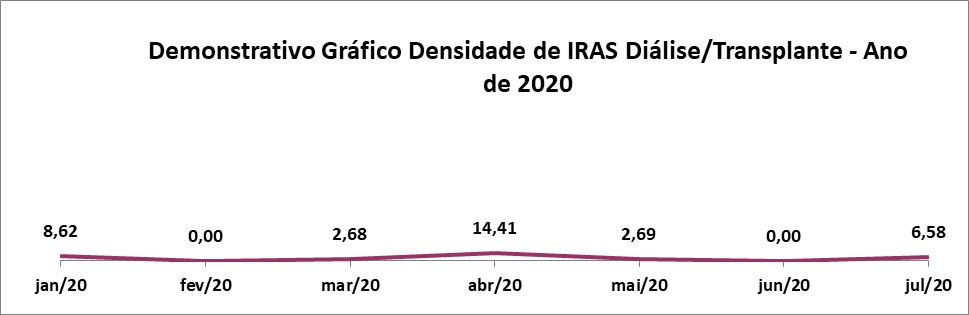 Demonstrativo Gráfico Densidade de IRAS Diálise/Transplante - Ano
de 2020
8,62 0,00 2,68 14,41 2,69 0,00 6,58
jan/20 fev/20 mar/20 abr/20 mai/20 jun/20 jul/20